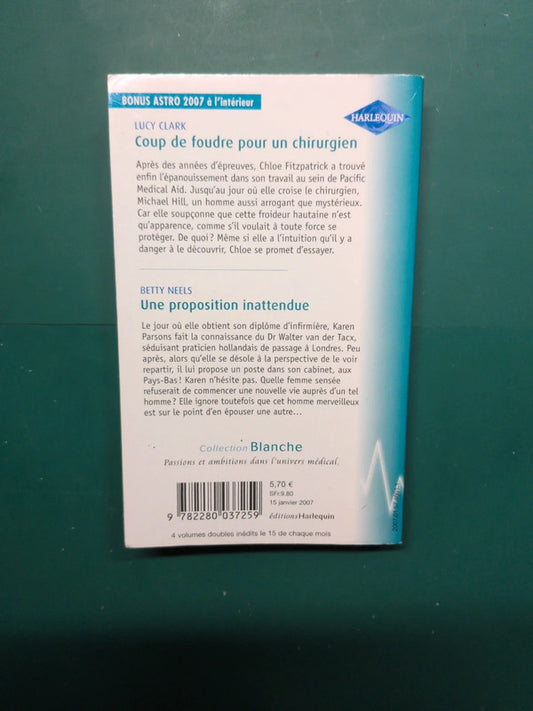 BONUS ASTRO 2007 à l'intérieur
HARLEQUIN
LUCY CLARK
Coup de foudre pour un chirurgien
Après des années d'épreuves, Chloe Fitzpatrick a trouvé
enfin l'épanouissement dans son travail au sein de Pacific
Medical Aid. Jusqu'au jour où elle croise le chirurgien,
Michael Hill, un homme aussi arrogant que mystérieux.
Car elle soupçonne que cette froideur hautaine n'est
qu'apparence, comme s'il voulait à toute force se
protéger. De quoi ? Même si elle a l'intuition qu'il y a
danger à le découvrir, Chloe se promet d'essayer.
BETTY NEELS
Une proposition inattendue
Le jour où elle obtient son diplôme d'infirmière, Karen
Parsons fait la connaissance du Dr Walter van der Tacx,
séduisant praticien hollandais de passage à Londres. Peu
après, alors qu'elle se désole à la perspective de le voir
repartir, il lui propose un poste dans son cabinet, aux
Pays-Bas ! Karen n'hésite pas. Quelle femme sensée
refuserait de commencer une nouvelle vie auprès d'un tel
homme ? Elle ignore toutefois que cet homme merveilleux
est sur le point d'en épouser une autre...
Collection Blanche
Passions et ambitions dans l'univers médical.
5,70 €
SFr.9.80
15 janvier 2007
9 782280 037259
éditionsHarlequin
4 volumes doubles inédits le 15 de chaque mois